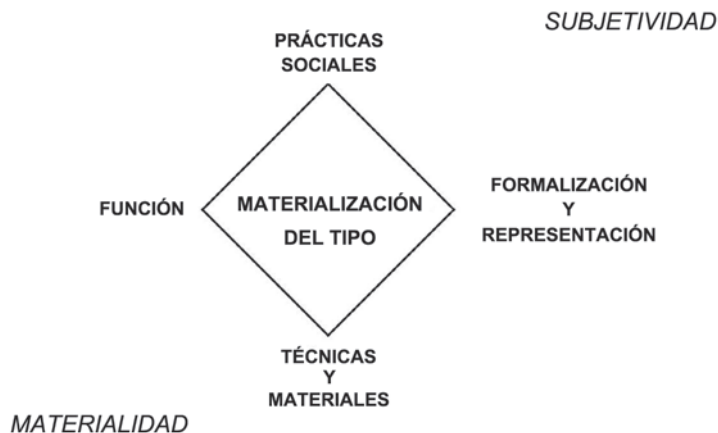 SUBJETIVIDAD
PRÁCTICAS
SOCIALES
FUNCIÓN
MATERIALIZACIÓN
DEL TIPO
FORMALIZACIÓN
Y
REPRESENTACIÓN
TÉCNICAS
Y
MATERIALES
MATERIALIDAD